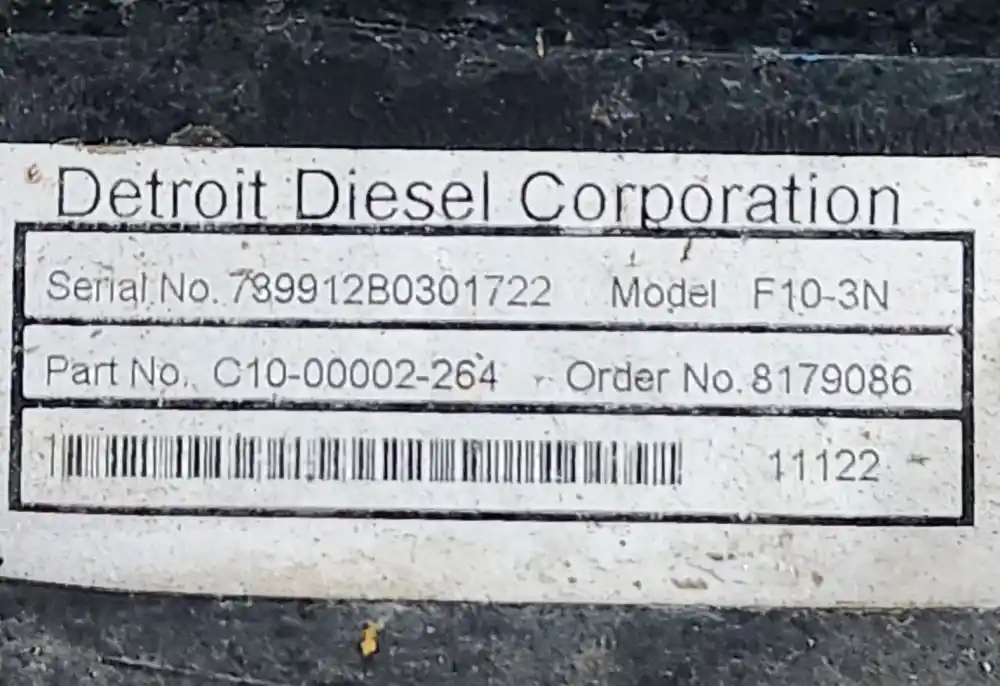 Detroit Diesel Corporation
Serial No. 739912B0301722 Model F10-3N
Part No. C10-00002-264 Order No. 8179086
11122